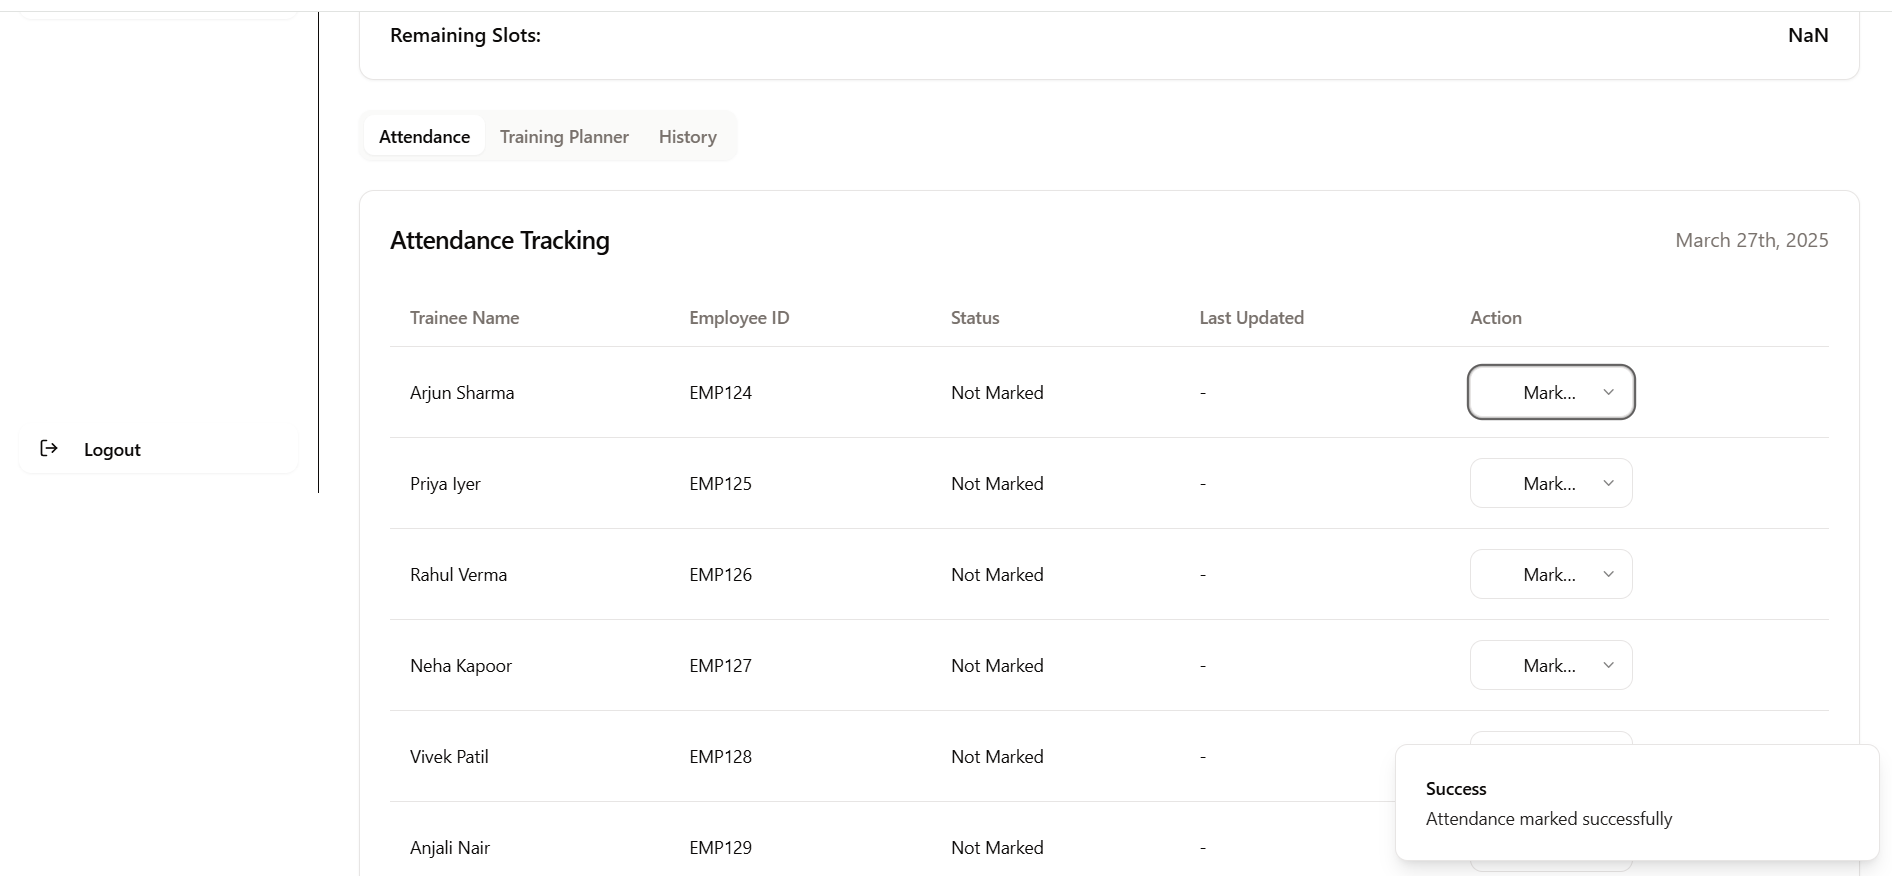 Remaining Slots: NaN
Attendance Training Planner History
Attendance Tracking March 27th, 2025
Trainee Name Employee ID Status Last Updated Action
Arjun Sharma EMP124 Not Marked - Mark...
Priya Iyer EMP125 Not Marked - Mark...
Rahul Verma EMP126 Not Marked - Mark...
Neha Kapoor EMP127 Not Marked - Mark...
Vivek Patil EMP128 Not Marked -
Anjali Nair EMP129 Not Marked -
Logout
Success
Attendance marked successfully